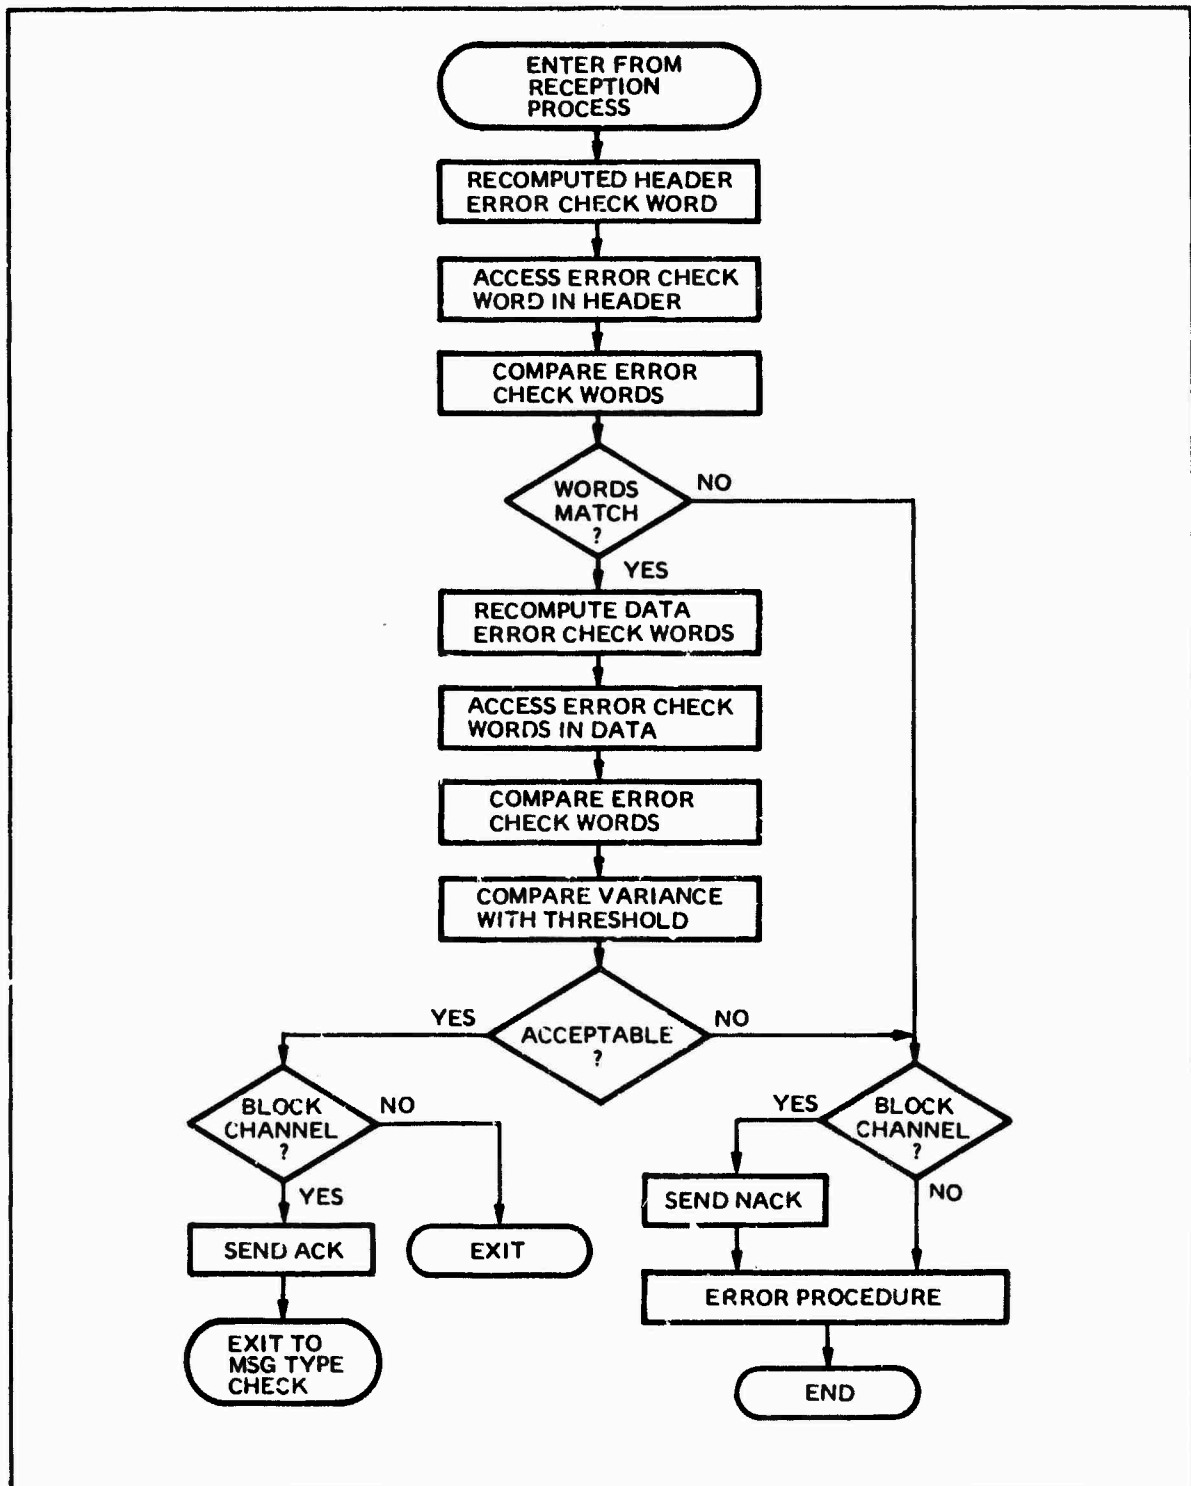 ENTER FROM
RECEPTION
PROCESS
RECOMPUTED HEADER
ERROR CHECK WORD
ACCESS ERROR CHECK
WORD IN HEADER
COMPARE ERROR
CHECK WORDS
WORDS
MATCH
?
NO
YES
RECOMPUTE DATA
ERROR CHECK WORDS
ACCESS ERROR CHECK
WORDS IN DATA
COMPARE ERROR
CHECK WORDS
COMPARE VARIANCE
WITH THRESHOLD
YES
ACCEPTABLE
?
NO
BLOCK
CHANNEL
?
NO
YES
SEND ACK
EXIT
EXIT TO
MSG TYPE
CHECK
YES
BLOCK
CHANNEL
?
NO
SEND NACK
ERROR PROCEDURE
END